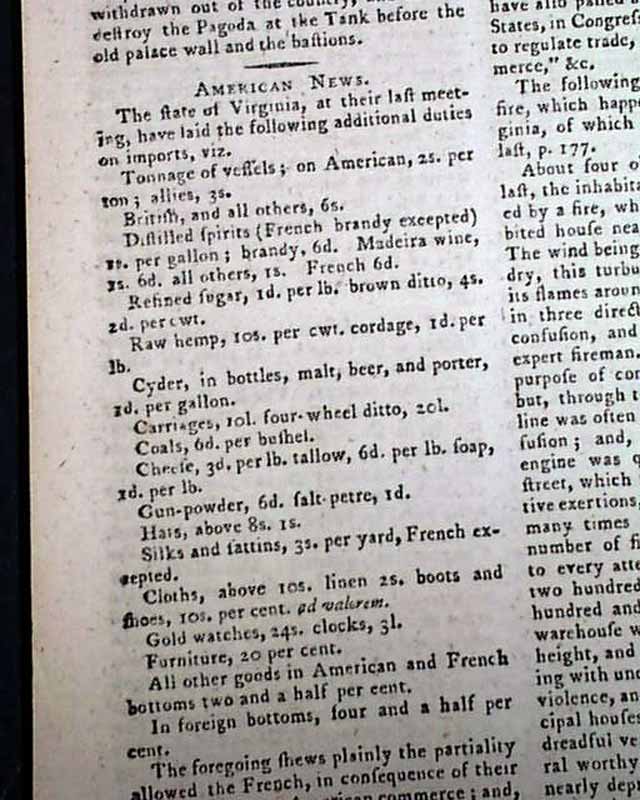 withdrawn out of the country, and
destroy the Pagoda at the Tank before the
old palace wall and the bastions.
AMERICAN NEWS.
The state of Virginia, at their last meet-
ing, have laid the following additional duties
on imports, viz.
Tonnage of vessels; on American, 2s. per
ton; allies, 3s.
British, and all others, 6s.
Distilled spirits (French brandy excepted)
per gallon; brandy, 6d. Madeira wine,
6d. all others, 1s. French 6d.
Refined sugar, 1d. per lb. brown ditto, 4s.
2d. per cwt.
Raw hemp, 10s. per cwt. cordage, 1d. per
lb.
Cyder, in bottles, malt, beer, and porter,
1d. per gallon.
Carriages, 10l. four-wheel ditto, 20l.
Coals, 6d. per bushel.
Cheese, 3d. per lb. tallow, 6d. per lb. soap,
per lb.
Gun-powder, 6d. salt-petre, 1d.
Hats, above 8s. 1s.
Silks and sattins, 3s. per yard, French ex-
cepted.
Cloths, above 10s. linen 2s. boots and
shoes, 10s. per cent. ad valorem.
Gold watches, 24s. clocks, 3l.
Furniture, 20 per cent.
All other goods in American and French
bottoms two and a half per cent.
In foreign bottoms, four and a half per
cent.
The foregoing shews plainly the partiality
allowed the French, in consequence of their
commerce; and,
have also passed
States, in Congress
to regulate trade,
merce," &c.
The following
fire, which happ
ginia, of which
last, p. 177.
About four o
last, the inhabita
ed by a fire, wh
bited house nea
The wind being
dry, this turbu
its flames aroun
in three direct
confusion, and
expert fireman.
purpose of con
but, through t
line was often
fusion; and,
engine was q
street, which
tive exertions,
many times
number of fi
to every atte
two hundred
hundred and
warehouse w
height, and
ing with unc
violence, an
cipal houses
dreadful ve
ral worthy
nearly dep